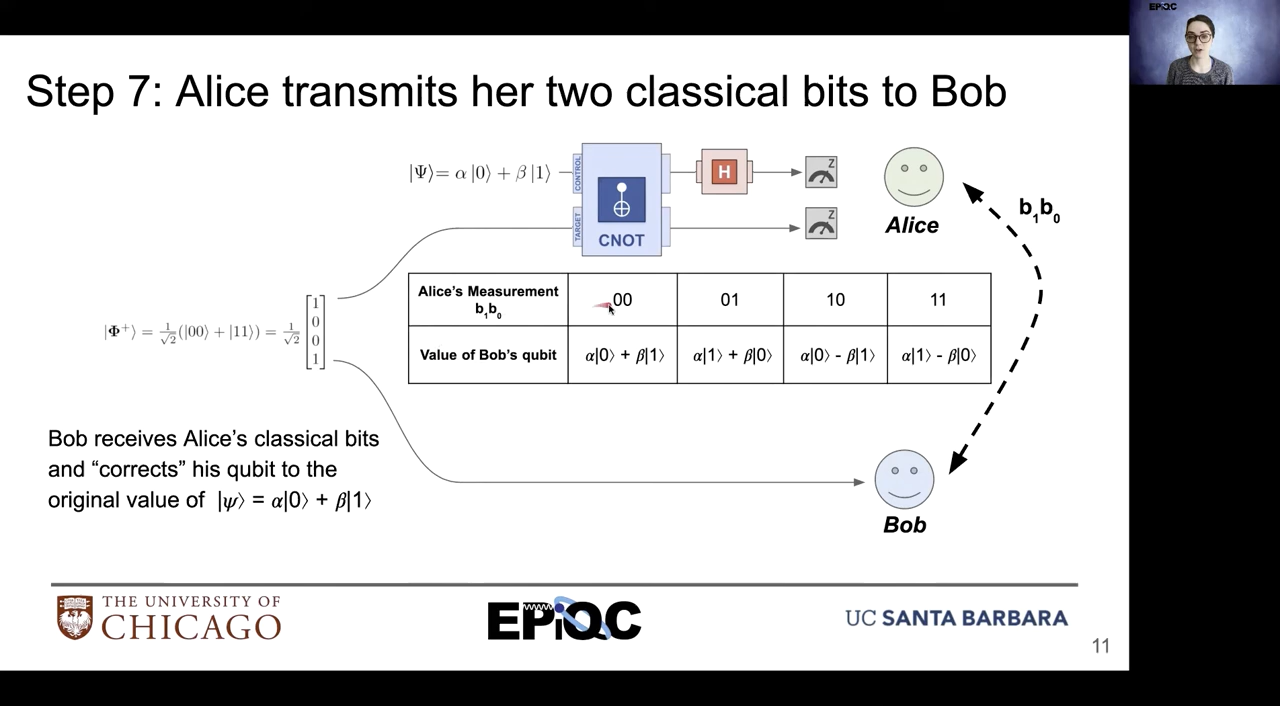 EPiQC
Step 7: Alice transmits her two classical bits to Bob
|Ψ⟩= α |0⟩ + β |1⟩
CONTROL
TARGET
CNOT
H
Z
Z
Alice
b₁b₀
Alice's Measurement
b₁b₀
00
01
10
11
Value of Bob's qubit
α|0⟩ + β|1⟩
α|1⟩ + β|0⟩
α|0⟩ - β|1⟩
α|1⟩ - β|0⟩
|Φ⁺⟩ = 1/√2 (|00⟩ + |11⟩) = 1/√2 [1 0 0 1]
Bob receives Alice's classical bits
and “corrects” his qubit to the
original value of |ψ⟩ = α|0⟩ + β|1⟩
Bob
THE UNIVERSITY OF
CHICAGO
EPiQC
UC SANTA BARBARA
11